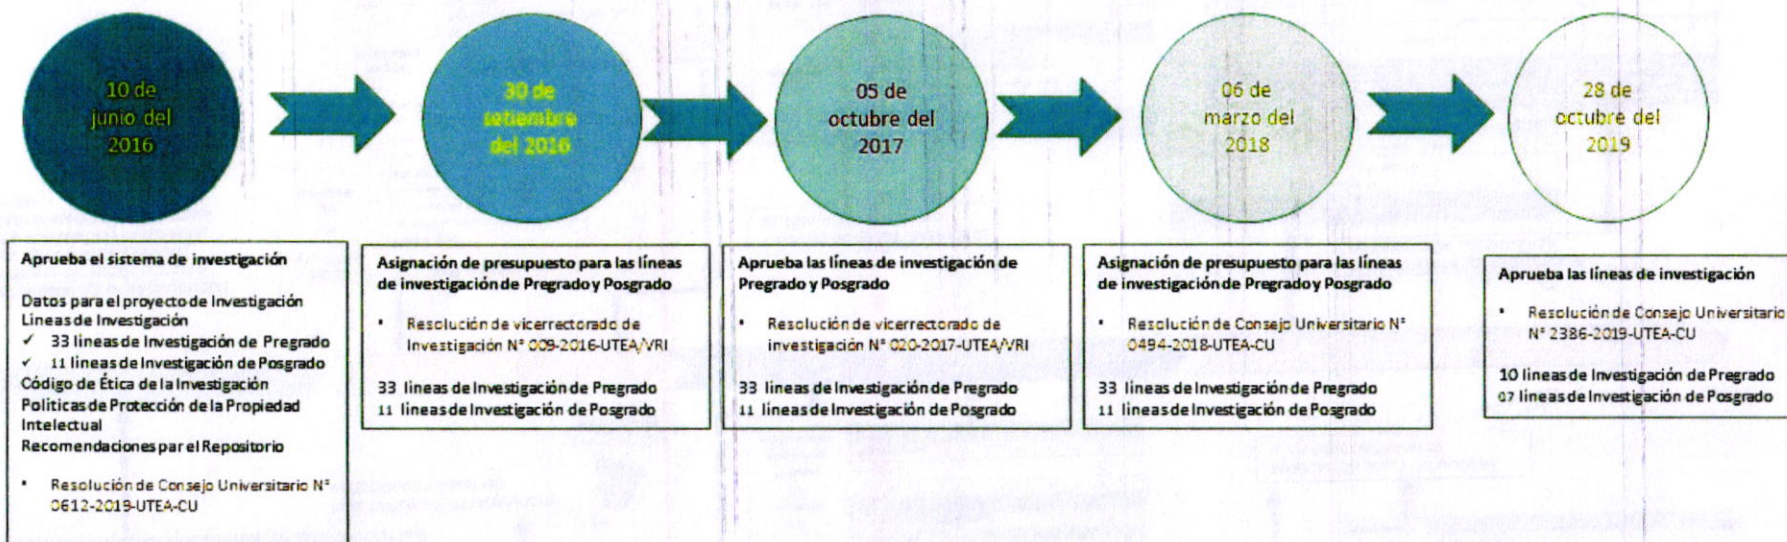 10 de
junio del
2016
30 de
setiembre
del 2016
05 de
octubre del
2017
06 de
marzo del
2018
28 de
octubre del
2019
Aprueba el sistema de investigación
Datos para el proyecto de Investigación
Lineas de Investigación
✓ 33 lineas de Investigación de Pregrado
✓ 11 lineas de Investigación de Posgrado
Código de Ética de la Investigación
Políticas de Protección de la Propiedad
Intelectual
Recomendaciones par el Repositorio
▪ Resolución de Consejo Universitario N°
0612-2019-UTEA-CU
Asignación de presupuesto para las líneas
de investigación de Pregrado y Posgrado
▪ Resolución de vicerrectorado de
Investigación N° 009-2016-UTEA/VRI
33 lineas de Investigación de Pregrado
11 lineas de Investigación de Posgrado
Aprueba las líneas de investigación de
Pregrado y Posgrado
▪ Resolución de vicerrectorado de
investigación N° 020-2017-UTEA/VRI
33 lineas de Investigación de Pregrado
11 lineas de Investigación de Posgrado
Asignación de presupuesto para las líneas
de investigación de Pregrado y Posgrado
▪ Resolución de Consejo Universitario N°
0494-2018-UTEA-CU
33 lineas de Investigación de Pregrado
11 lineas de Investigación de Posgrado
Aprueba las líneas de investigación
▪ Resolución de Consejo Universitario
N° 2386-2019-UTEA-CU
10 lineas de Investigación de Pregrado
07 lineas de Investigación de Posgrado